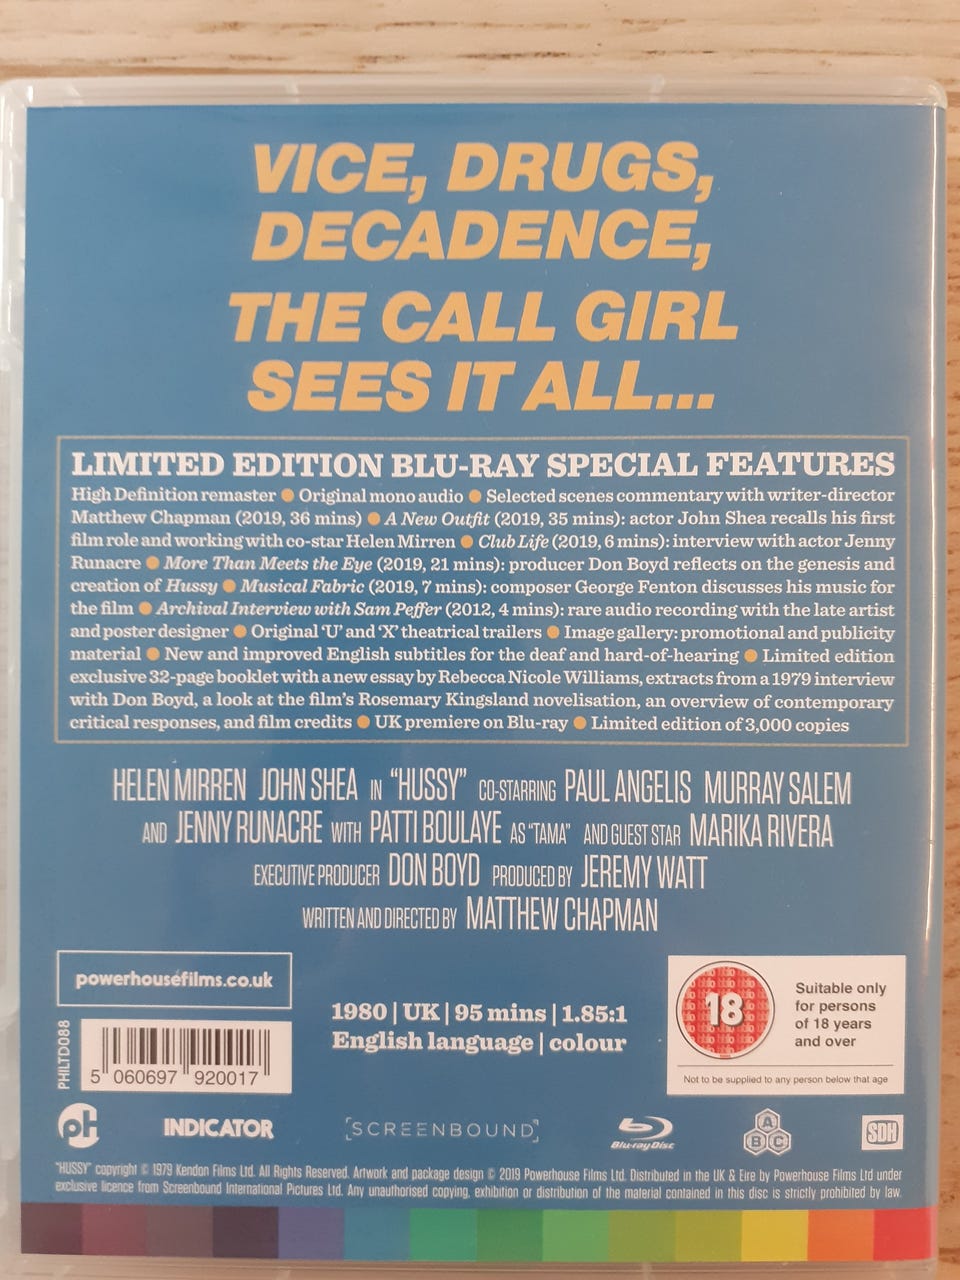 VICE, DRUGS,
DECADENCE,
THE CALL GIRL
SEES IT ALL...
LIMITED EDITION BLU-RAY SPECIAL FEATURES
High Definition remaster ● Original mono audio ● Selected scenes commentary with writer-director
Matthew Chapman (2019, 36 mins) ● A New Outfit (2019, 35 mins): actor John Shea recalls his first
film role and working with co-star Helen Mirren ● Club Life (2019, 6 mins): interview with actor Jenny
Runacre ● More Than Meets the Eye (2019, 21 mins): producer Don Boyd reflects on the genesis and
creation of Hussy ● Musical Fabric (2019, 7 mins): composer George Fenton discusses his music for
the film ● Archival Interview with Sam Peffer (2012, 4 mins): rare audio recording with the late artist
and poster designer ● Original ‘U’ and ‘X’ theatrical trailers ● Image gallery: promotional and publicity
material ● New and improved English subtitles for the deaf and hard-of-hearing ● Limited edition
exclusive 32-page booklet with a new essay by Rebecca Nicole Williams, extracts from a 1979 interview
with Don Boyd, a look at the film’s Rosemary Kingsland novelisation, an overview of contemporary
critical responses, and film credits ● UK premiere on Blu-ray ● Limited edition of 3,000 copies
HELEN MIRREN JOHN SHEA IN “HUSSY” CO-STARRING PAUL ANGELIS MURRAY SALEM
AND JENNY RUNACRE WITH PATTI BOULAYE AS “TAMA” AND GUEST STAR MARIKA RIVERA
EXECUTIVE PRODUCER DON BOYD PRODUCED BY JEREMY WATT
WRITTEN AND DIRECTED BY MATTHEW CHAPMAN
powerhousefilms.co.uk
PHILTD088
5 060697 920017
1980 | UK | 95 mins | 1.85:1
English language | colour
18
Suitable only
for persons
of 18 years
and over
Not to be supplied to any person below that age
pH
INDICATOR
[SCREENBOUND]
Blu-ray Disc
A
B C
SDH
“HUSSY” copyright © 1979 Kendon Films Ltd. All Rights Reserved. Artwork and package design © 2019 Powerhouse Films Ltd. Distributed in the UK & Eire by Powerhouse Films Ltd under
exclusive licence from Screenbound International Pictures Ltd. Any unauthorised copying, exhibition or distribution of the material contained in this disc is strictly prohibited by law.